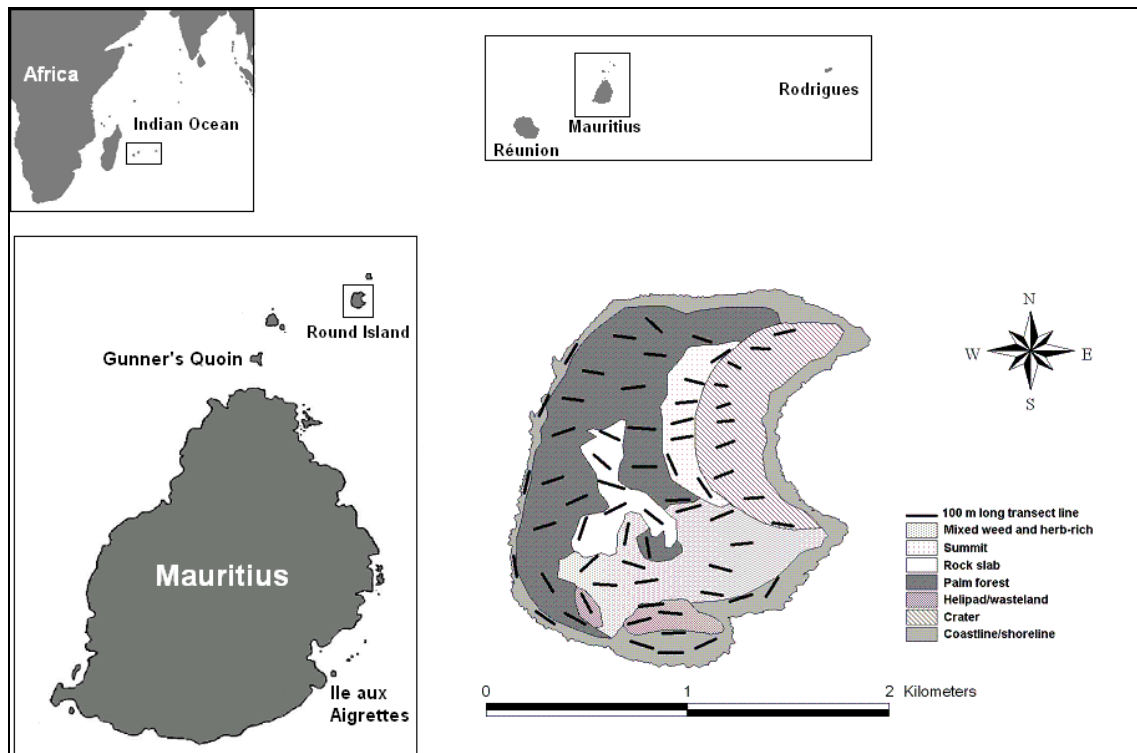 Africa
Indian Ocean
Rodrigues
Mauritius
Réunion
Round Island
Gunner's Quoin
Mauritius
Ile aux
Aigrettes
N
W
E
S
100 m long transect line
Mixed weed and herb-rich
Summit
Rock slab
Palm forest
Helipad/wasteland
Crater
Coastline/shoreline
0 1 2 Kilometers